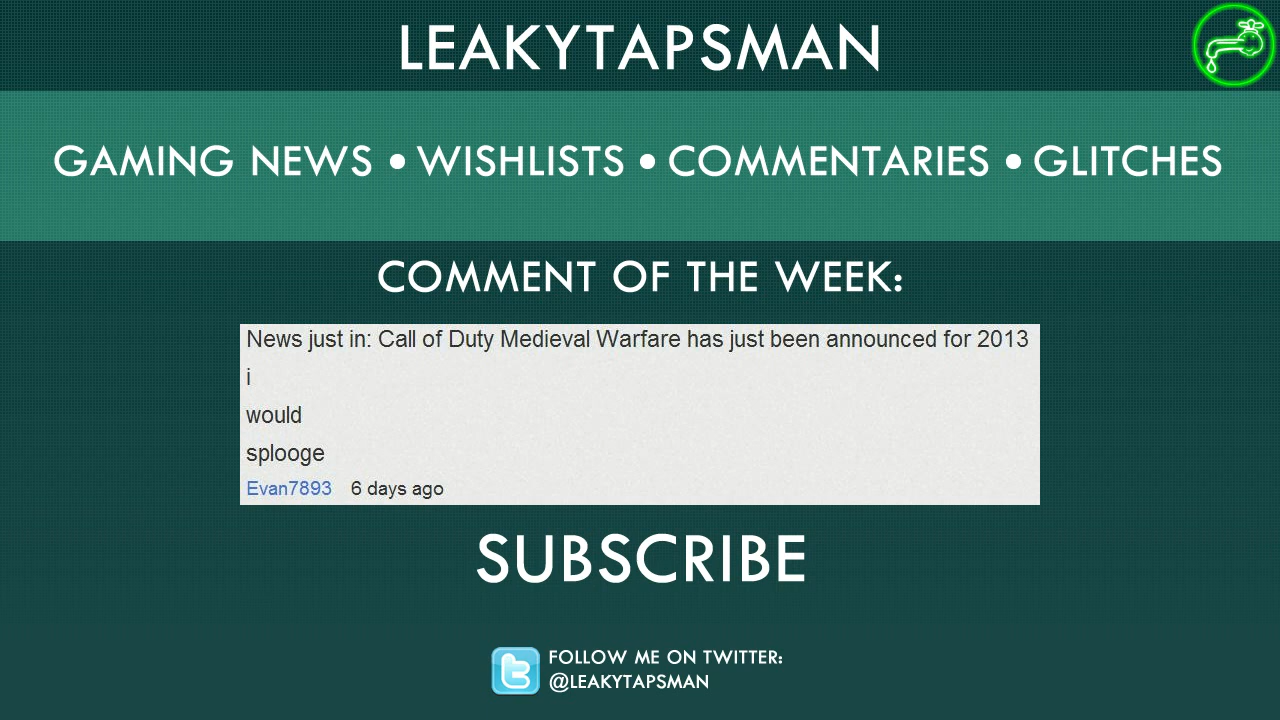 LEAKYTAPSMAN
GAMING NEWS • WISHLISTS • COMMENTARIES • GLITCHES
COMMENT OF THE WEEK:
News just in: Call of Duty Medieval Warfare has just been announced for 2013
i
would
splooge
Evan7893 6 days ago
SUBSCRIBE
FOLLOW ME ON TWITTER:
@LEAKYTAPSMAN